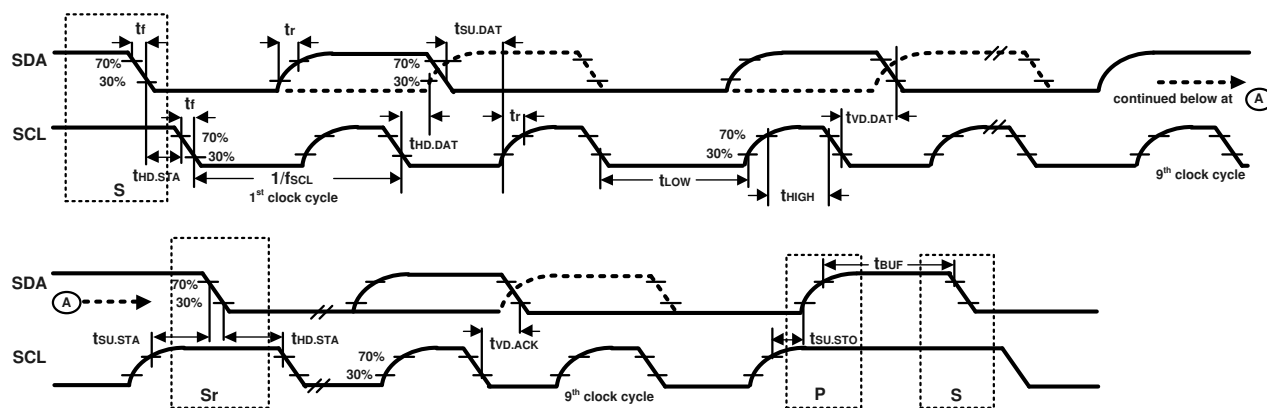 tf tr tSU.DAT
SDA 70% 70%
30% 30%
continued below at A
tf tr tVD.DAT
SCL 70% tHD.DAT 70%
30% 30%
tHD.STA 1/fSCL tLOW
S 1st clock cycle tHIGH 9th clock cycle
SDA tBUF
70%
A 30%
tSU.STA tHD.STA tVD.ACK tSU.STO
SCL 70%
30%
Sr 9th clock cycle P S